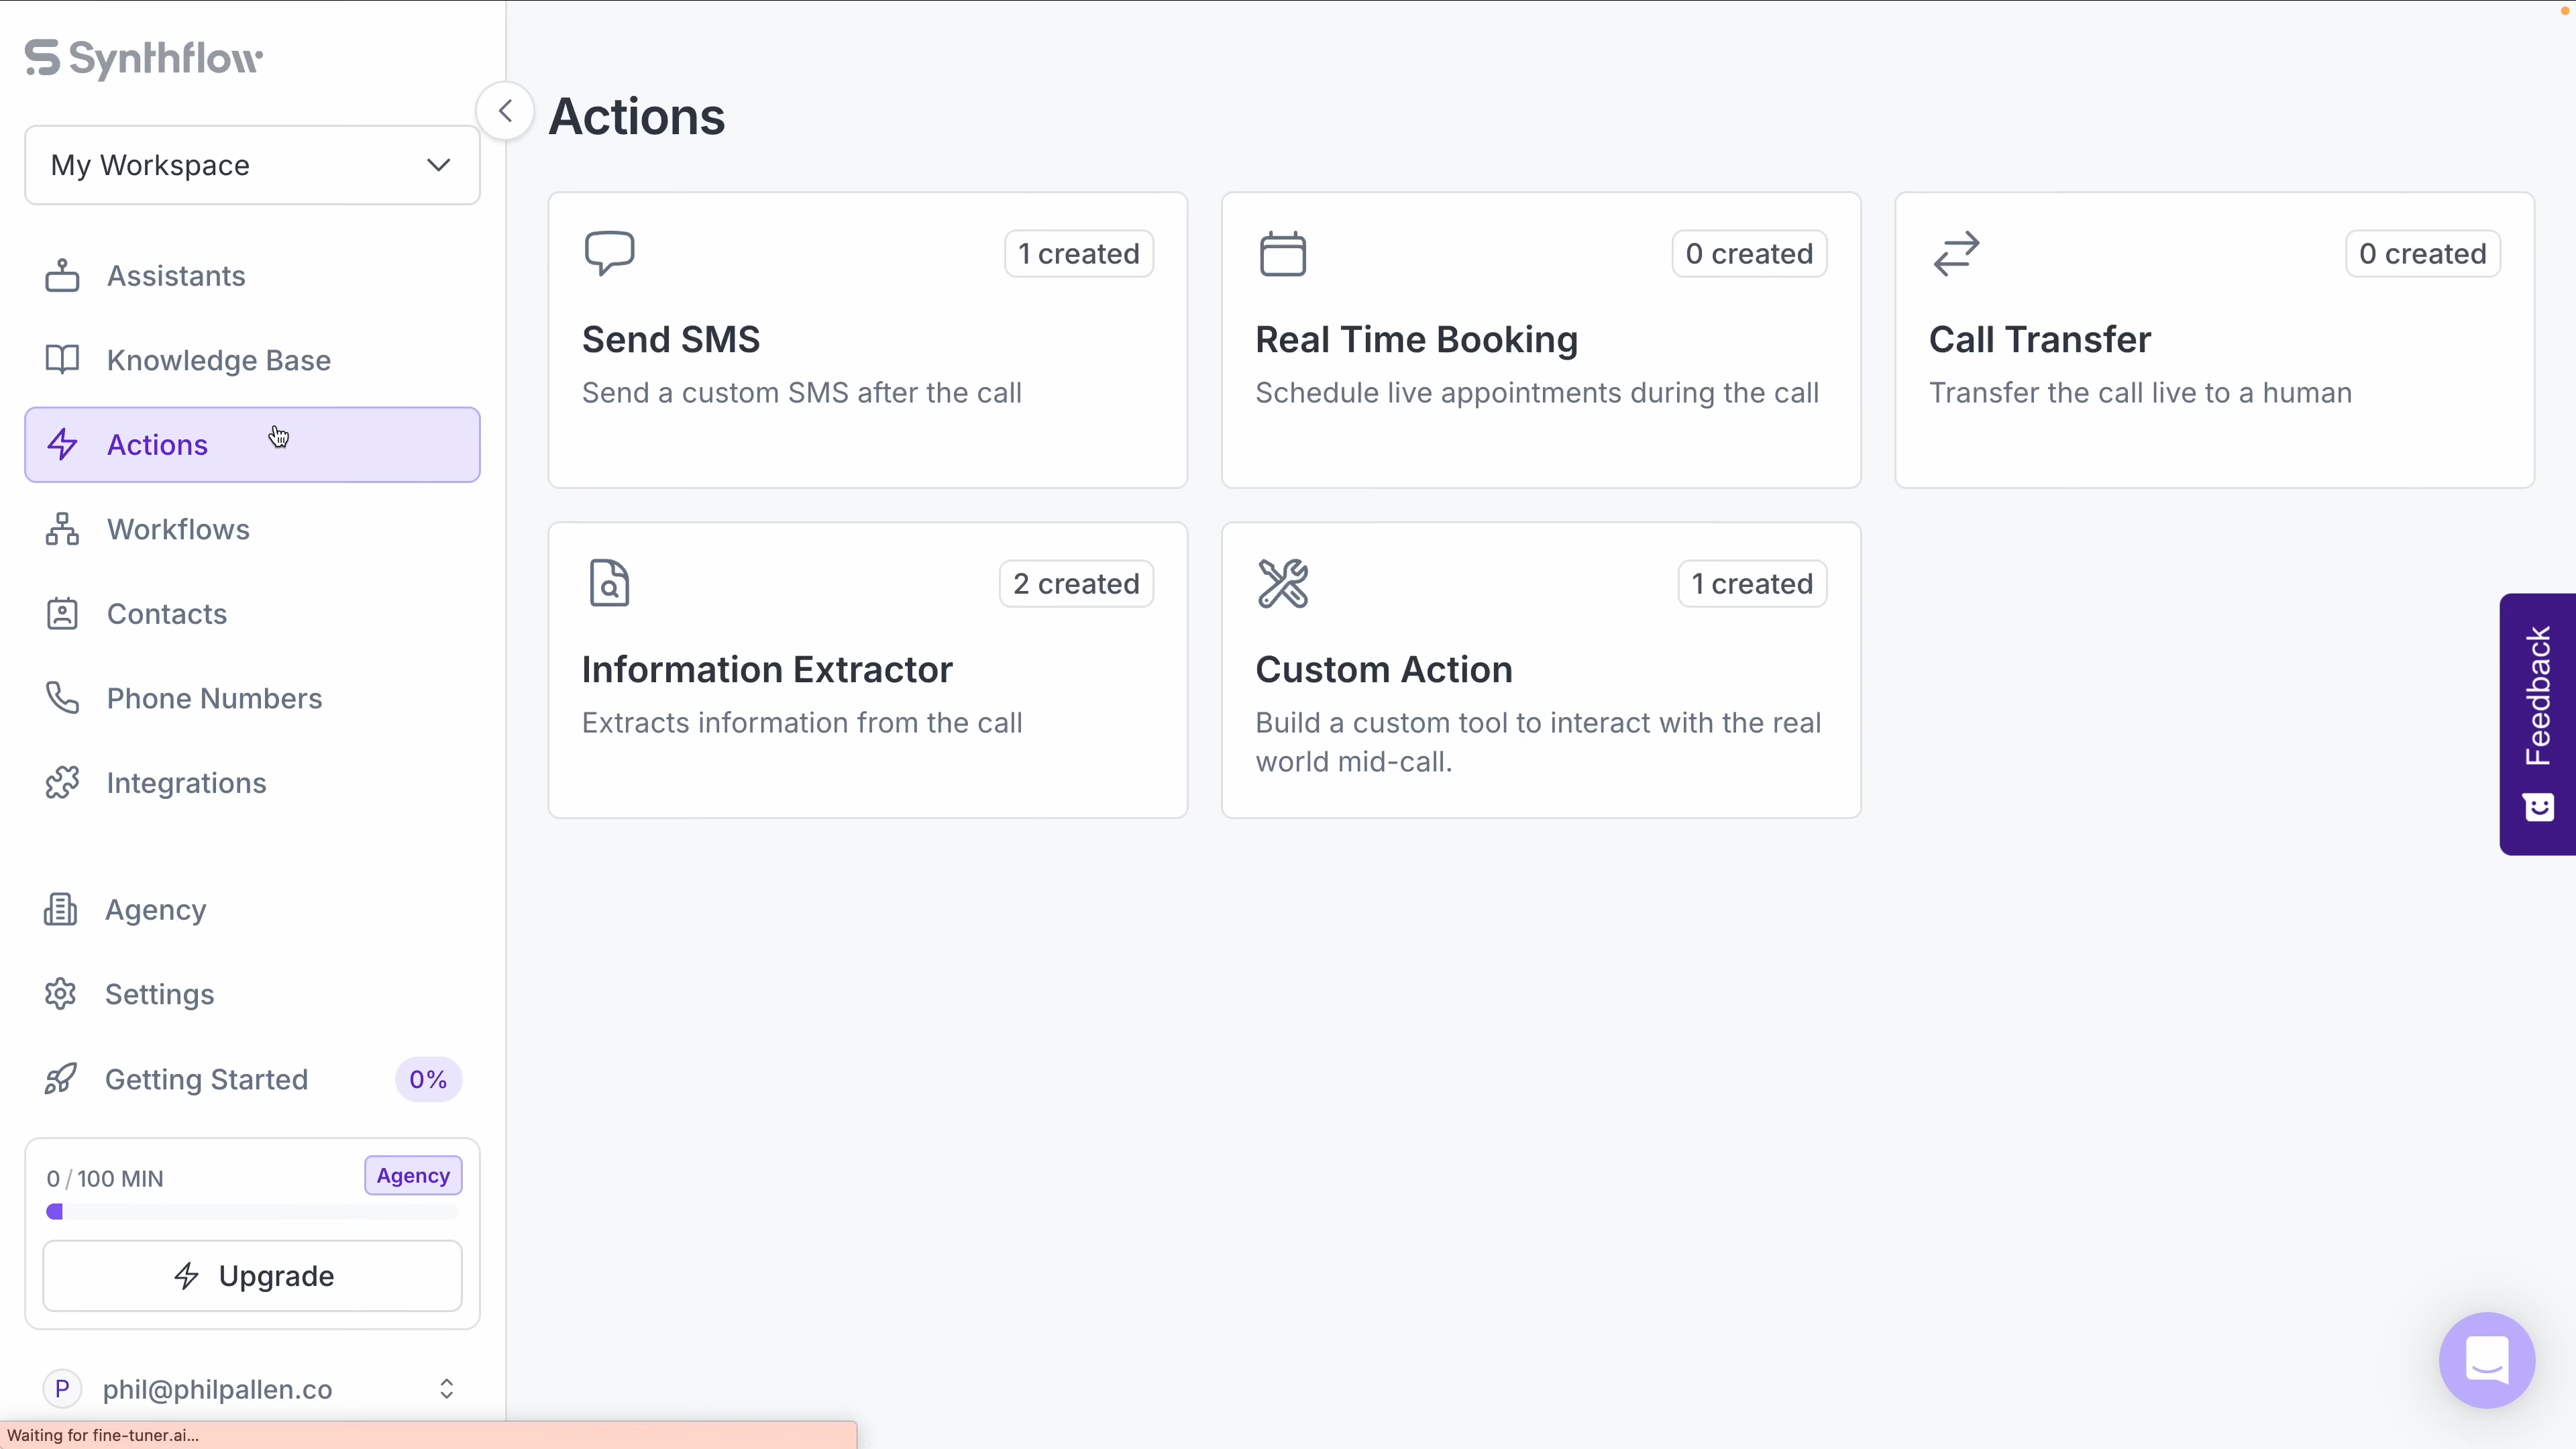 Synthflow
My Workspace
Assistants
Knowledge Base
Actions
Workflows
Contacts
Phone Numbers
Integrations
Agency
Settings
Getting Started
0%
0 / 100 MIN
Agency
Upgrade
P
phil@philpallen.co
Waiting for fine-tuner.ai...
Actions
1 created
Send SMS
Send a custom SMS after the call
0 created
Real Time Booking
Schedule live appointments during the call
0 created
Call Transfer
Transfer the call live to a human
2 created
Information Extractor
Extracts information from the call
1 created
Custom Action
Build a custom tool to interact with the real
world mid-call.
Feedback